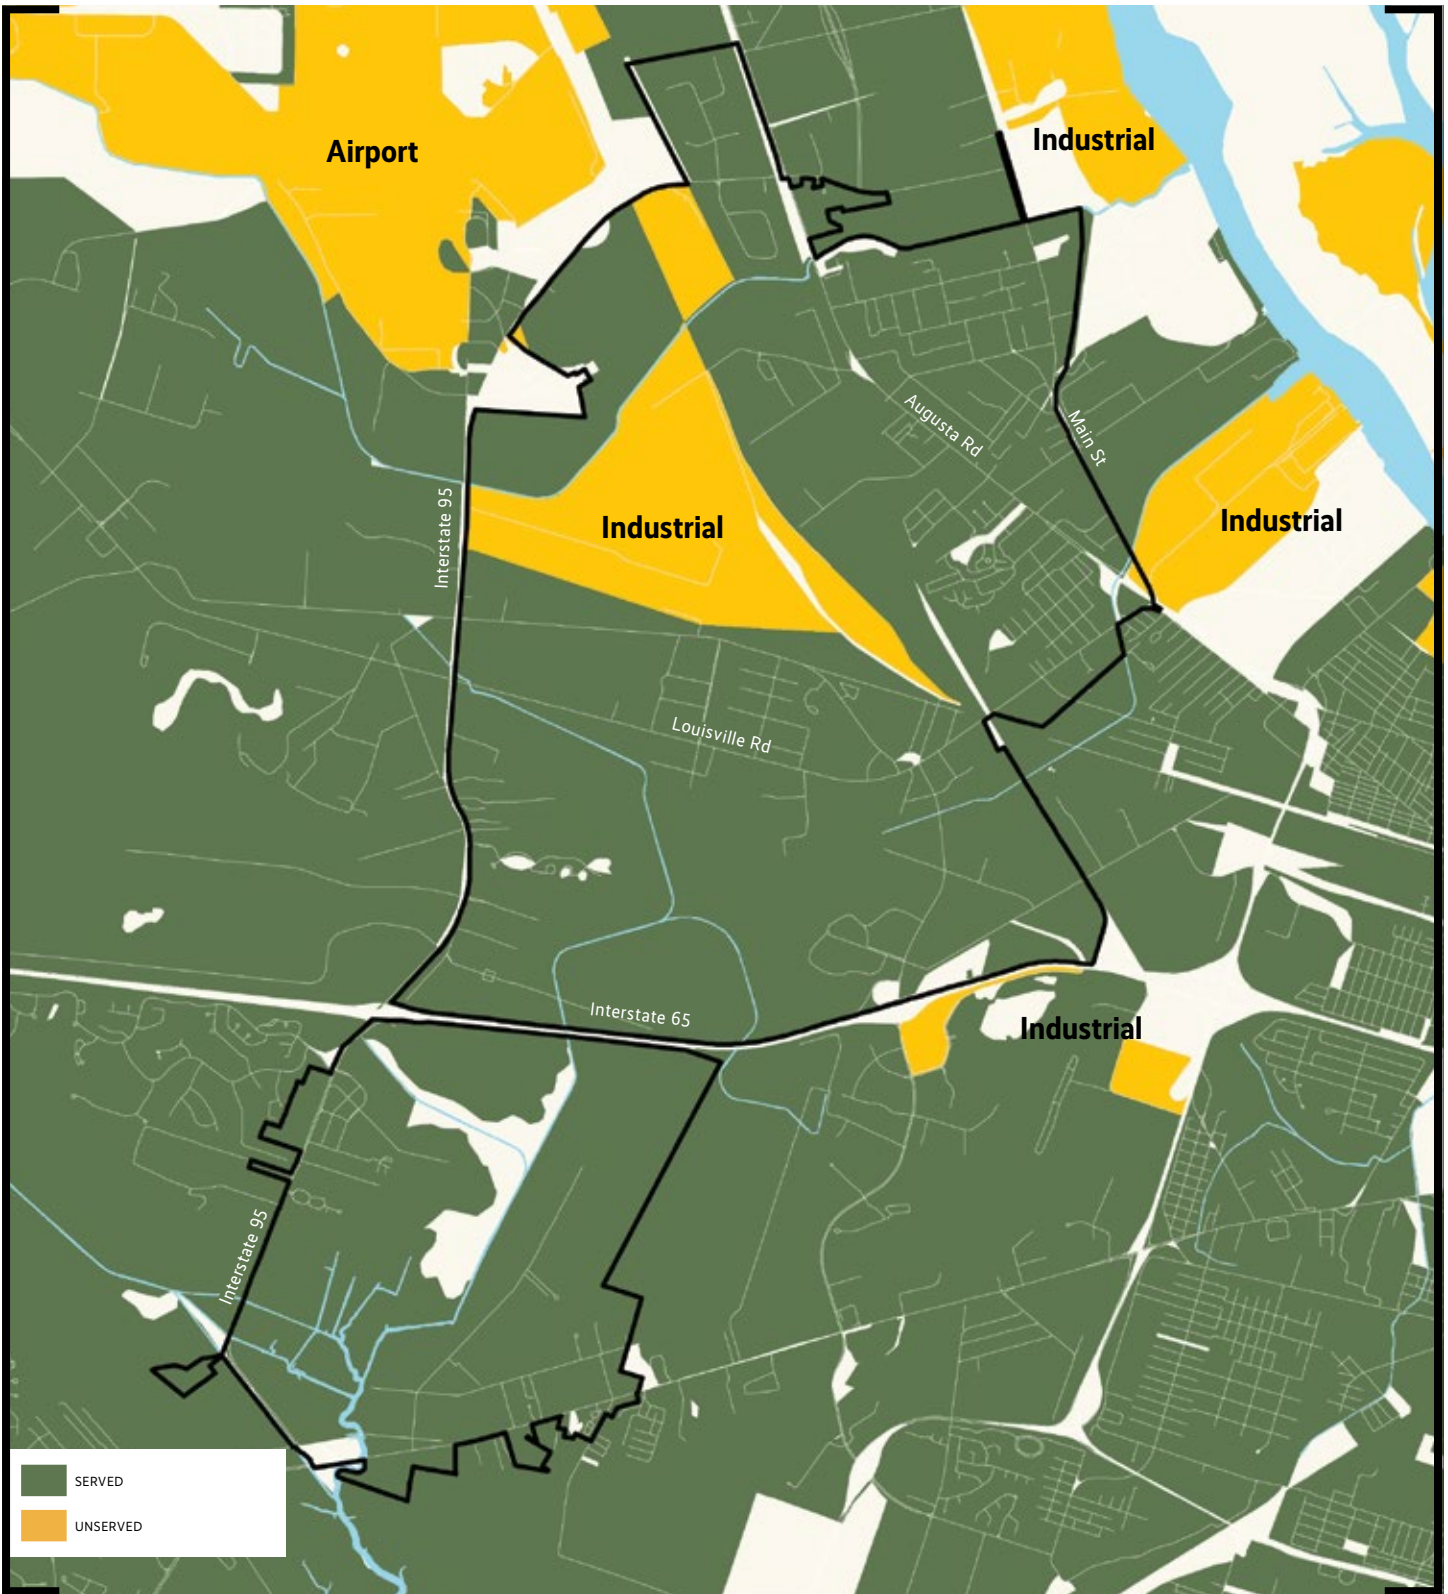 Airport
Industrial
Augusta Rd
Main St
Interstate 95
Industrial
Industrial
Louisville Rd
Interstate 65
Industrial
Interstate 95
SERVED
UNSERVED